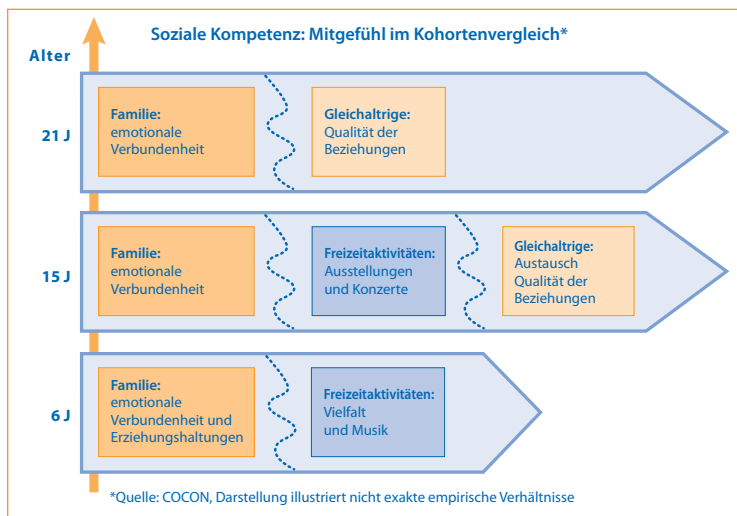 Soziale Kompetenz: Mitgefühl im Kohortenvergleich*
Alter
21 J
Familie:
emotionale
Verbundenheit
Gleichaltrige:
Qualität der
Beziehungen
15 J
Familie:
emotionale
Verbundenheit
Freizeitaktivitäten:
Ausstellungen
und Konzerte
Gleichaltrige:
Austausch
Qualität der
Beziehungen
6 J
Familie:
emotionale
Verbundenheit und
Erziehungshaltungen
Freizeitaktivitäten:
Vielfalt
und Musik
*Quelle: COCON, Darstellung illustriert nicht exakte empirische Verhältnisse